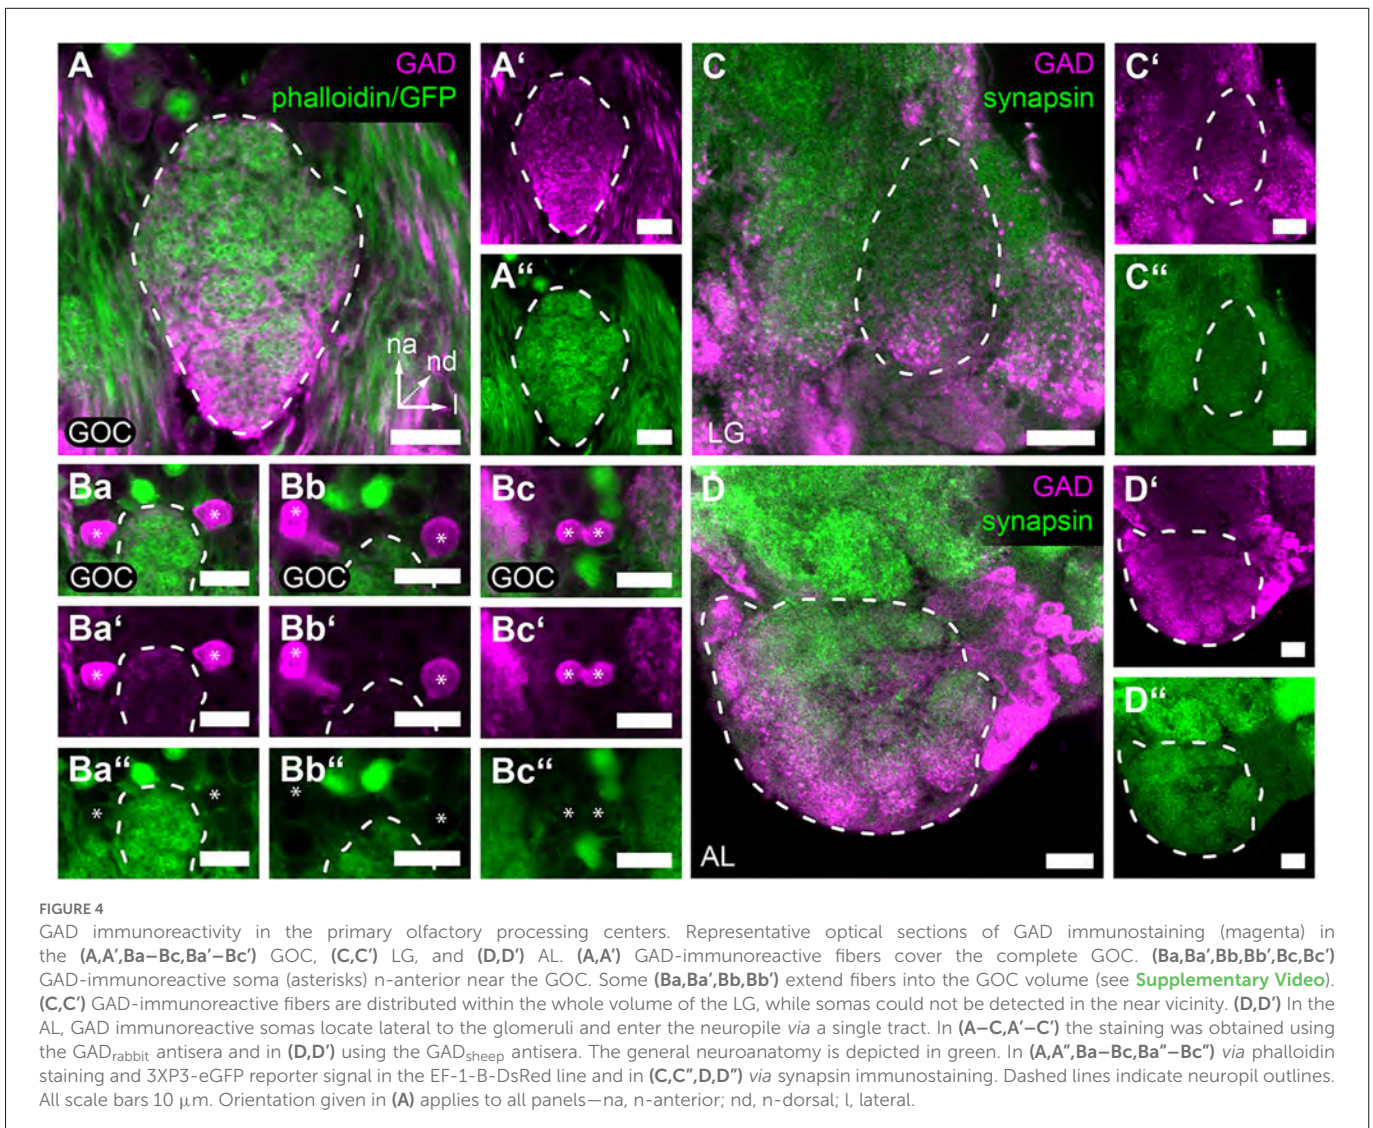 A
GAD
phalloidin/GFP
na
nd
l
GOC
A‘
A“
C
GAD
synapsin
LG
C‘
C“
Ba
*
*
GOC
Bb
*
*
GOC
Bc
* *
GOC
Ba‘
*
*
Bb‘
*
*
Bc‘
* *
Ba“
*
*
Bb“
*
*
Bc“
* *
D
GAD
synapsin
AL
D‘
D“
FIGURE 4
GAD immunoreactivity in the primary olfactory processing centers. Representative optical sections of GAD immunostaining (magenta) in
the (A,A′,Ba–Bc,Ba′–Bc′) GOC, (C,C′) LG, and (D,D′) AL. (A,A′) GAD-immunoreactive fibers cover the complete GOC. (Ba,Ba′,Bb,Bb′,Bc,Bc′)
GAD-immunoreactive soma (asterisks) n-anterior near the GOC. Some (Ba,Ba′,Bb,Bb′) extend fibers into the GOC volume (see Supplementary Video).
(C,C′) GAD-immunoreactive fibers are distributed within the whole volume of the LG, while somas could not be detected in the near vicinity. (D,D′) In the
AL, GAD immunoreactive somas locate lateral to the glomeruli and enter the neuropile via a single tract. In (A–C,A′–C′) the staining was obtained using
the GADrabbit antisera and in (D,D′) using the GADsheep antisera. The general neuroanatomy is depicted in green. In (A,A″,Ba–Bc,Ba″–Bc″) via phalloidin
staining and 3XP3-eGFP reporter signal in the EF-1-B-DsRed line and in (C,C″,D,D″) via synapsin immunostaining. Dashed lines indicate neuropil outlines.
All scale bars 10 μm. Orientation given in (A) applies to all panels—na, n-anterior; nd, n-dorsal; l, lateral.